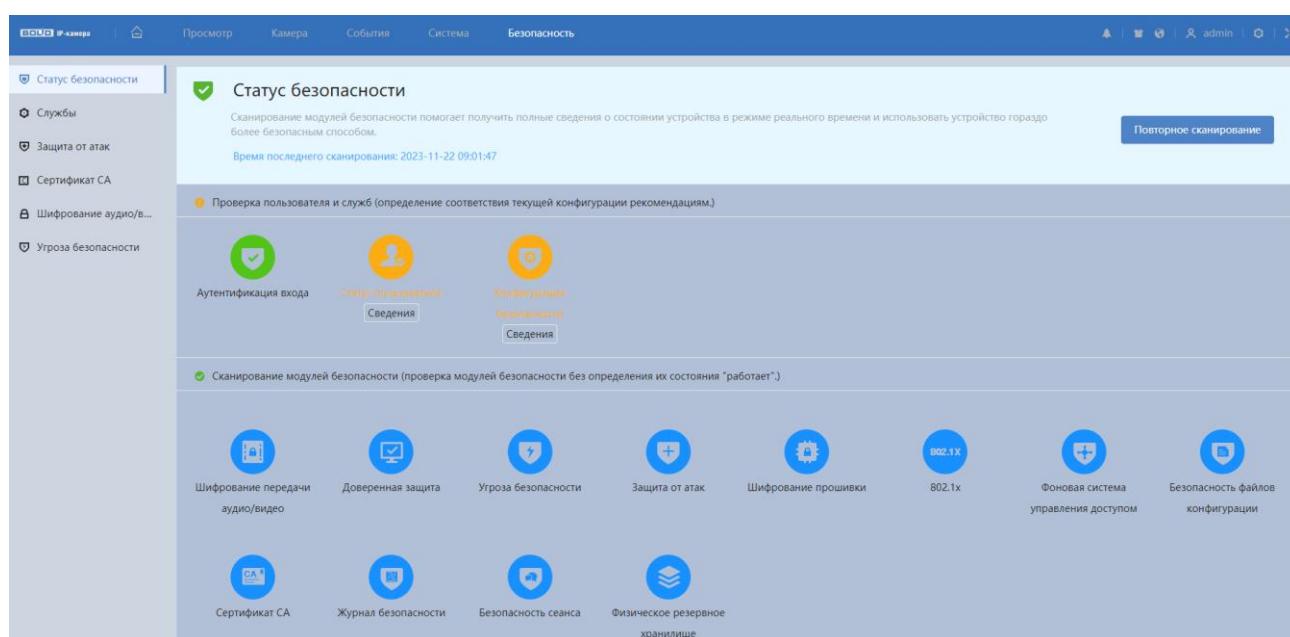 BOLID IP-камера Просмотр Камера События Система Безопасность admin
Статус безопасности
Службы
Защита от атак
Сертификат CA
Шифрование аудио/в...
Угроза безопасности
Статус безопасности
Сканирование модулей безопасности помогает получить полные сведения о состоянии устройства в режиме реального времени и использовать устройство гораздо
более безопасным способом.
Повторное сканирование
Время последнего сканирования: 2023-11-22 09:01:47
Проверка пользователя и служб (определение соответствия текущей конфигурации рекомендациям.)
Аутентификация входа
Статус пользователя
Сведения
Конфигурация
безопасности
Сведения
Сканирование модулей безопасности (проверка модулей безопасности без определения их состояния "работает".)
Шифрование передачи
аудио/видео
Доверенная защита
Угроза безопасности
Защита от атак
Шифрование прошивки
802.1X
802.1x
Фоновая система
управления доступом
Безопасность файлов
конфигурации
CA
Сертификат CA
Журнал безопасности
Безопасность сеанса
Физическое резервное
хранилище